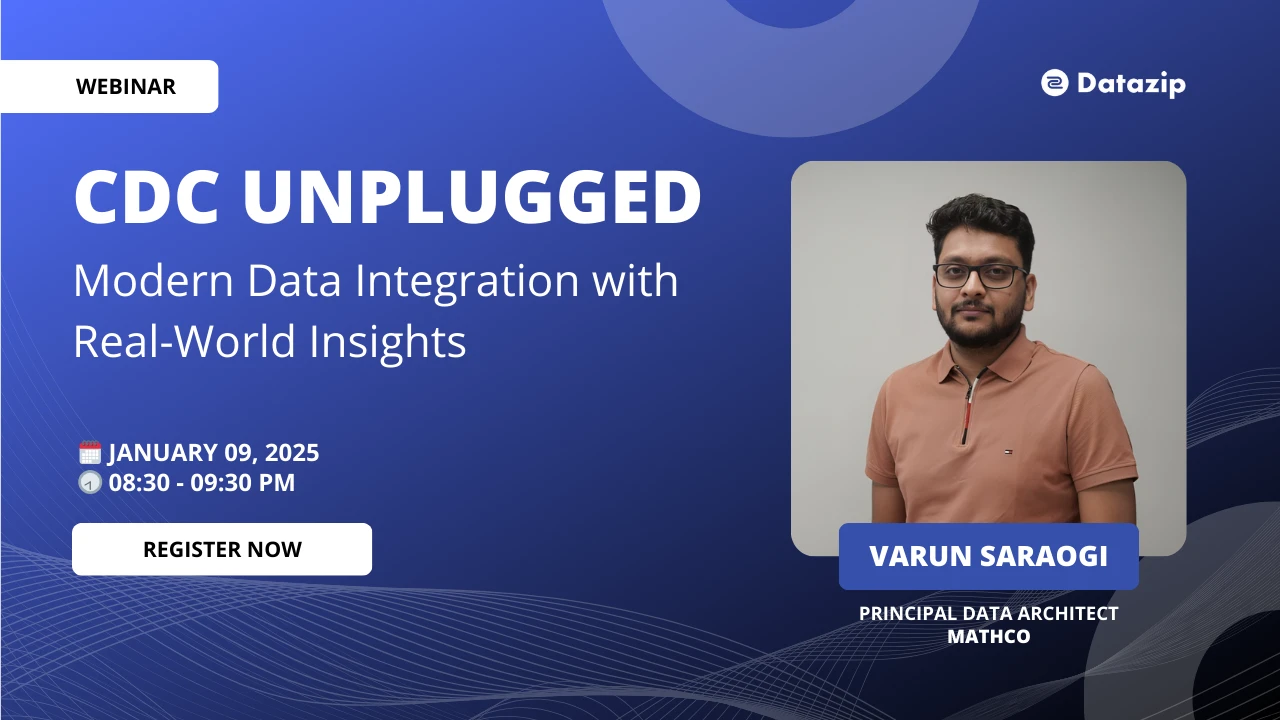 WEBINAR
Datazip
CDC UNPLUGGED
Modern Data Integration with
Real-World Insights
JANUARY 09, 2025
08:30 - 09:30 PM
REGISTER NOW
VARUN SARAOGI
PRINCIPAL DATA ARCHITECT
MATHCO